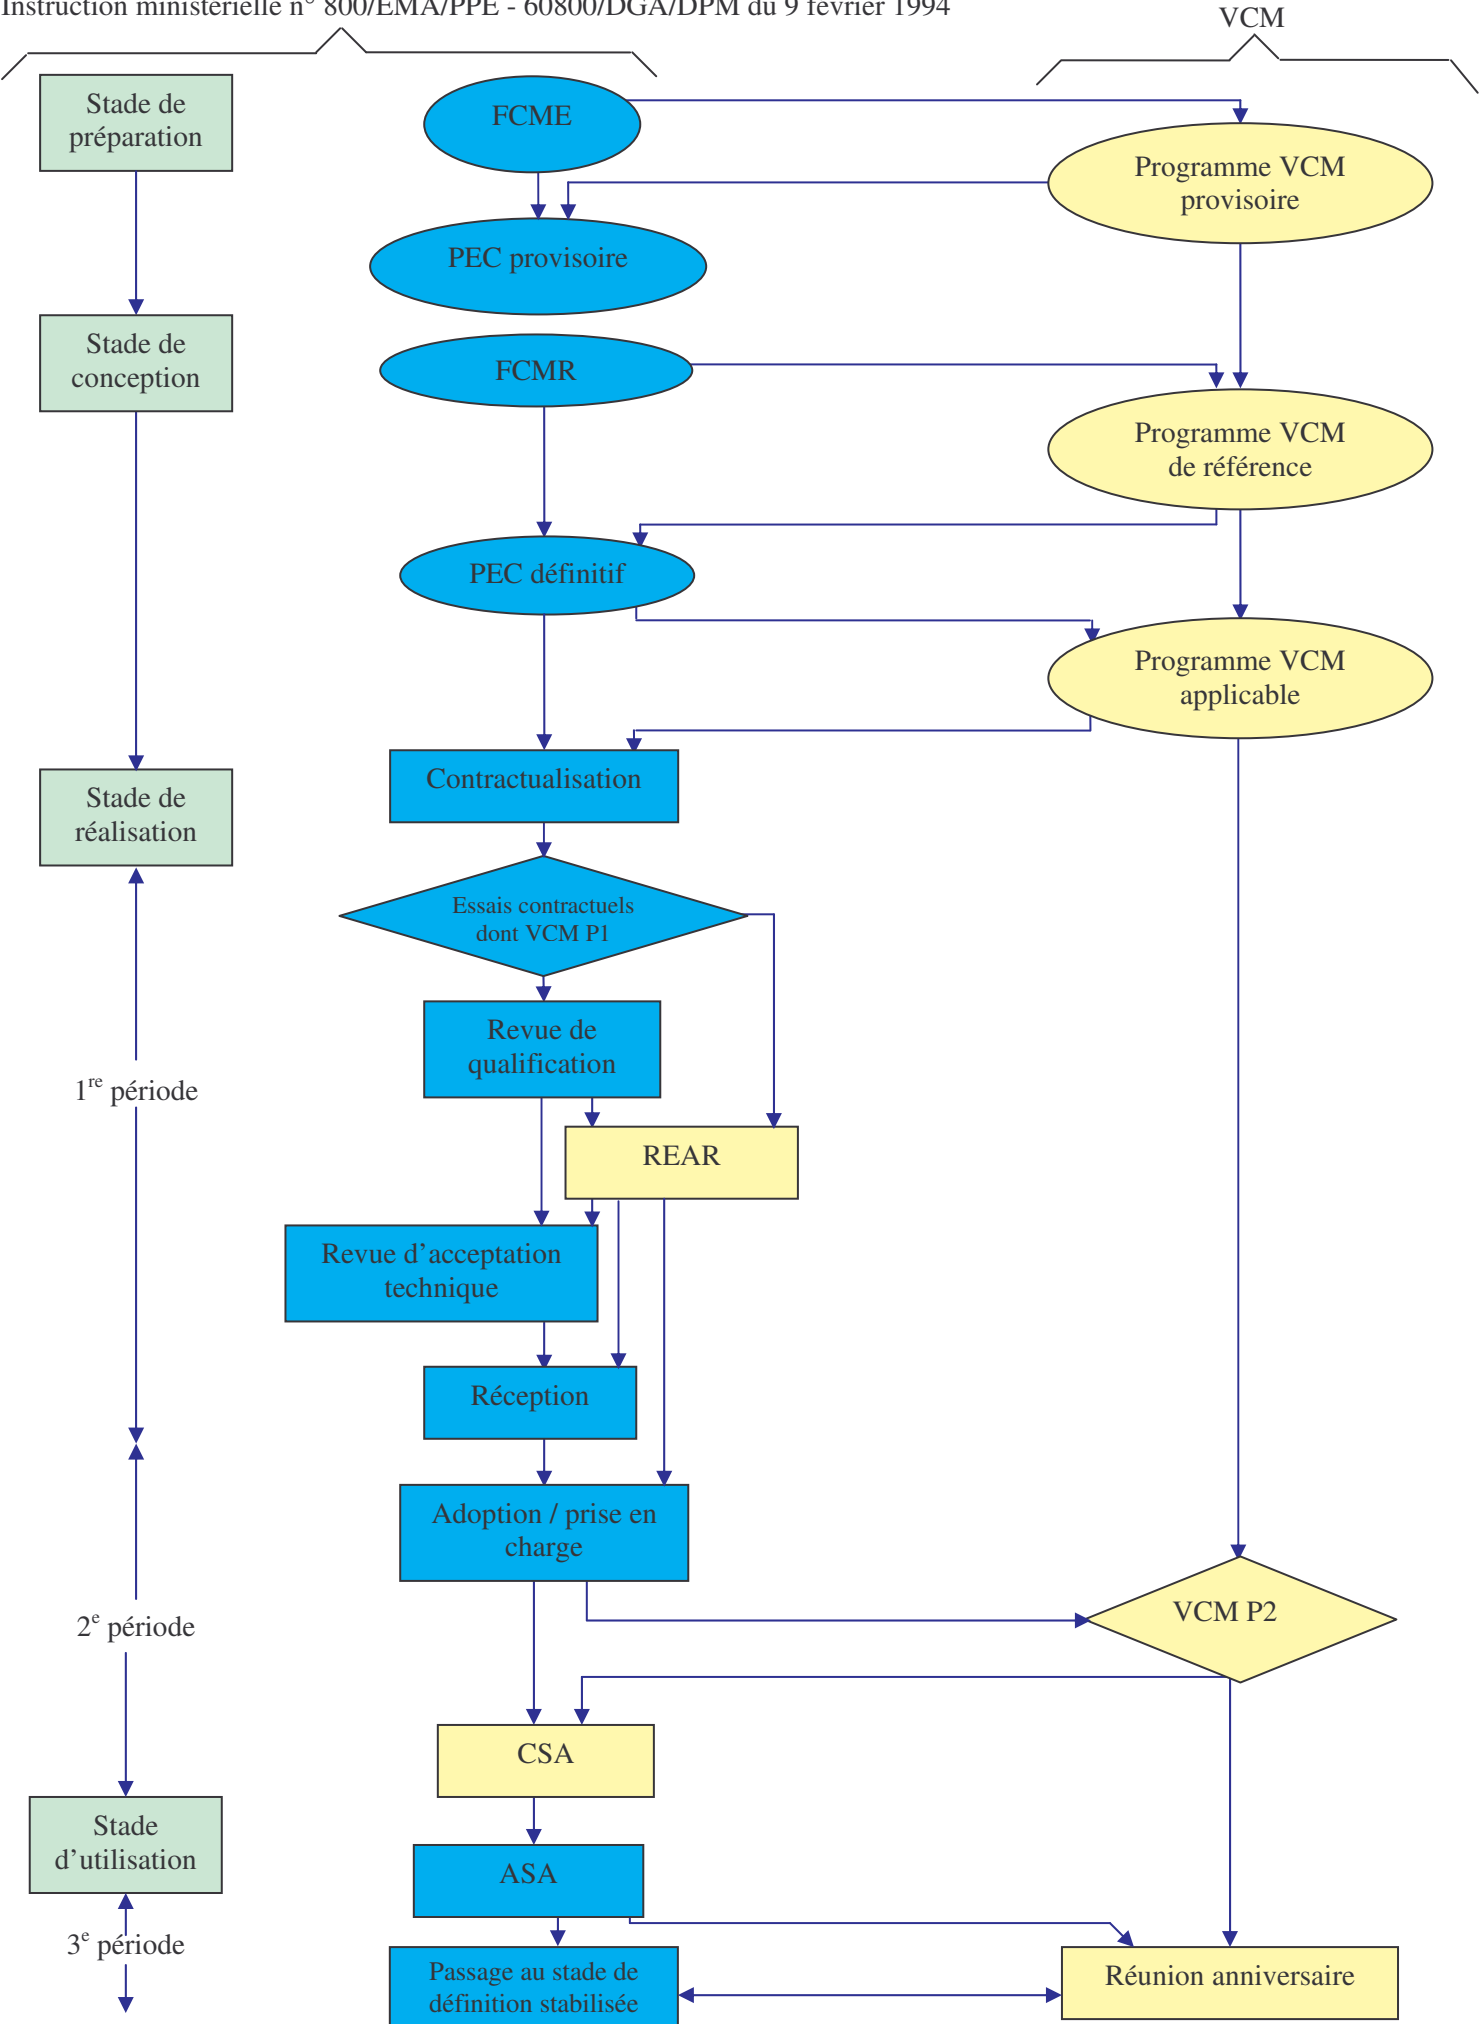 Instruction ministérielle n° 800/EMA/PPE - 60800/DGA/DPM du 9 février 1994
VCM
Stade de
préparation
FCME
Programme VCM
provisoire
PEC provisoire
Stade de
conception
FCMR
Programme VCM
de référence
PEC définitif
Programme VCM
applicable
Contractualisation
Stade de
réalisation
Essais contractuels
dont VCM P1
Revue de
qualification
1re période
REAR
Revue d’acceptation
technique
Réception
Adoption / prise en
charge
2e période
VCM P2
CSA
Stade
d’utilisation
ASA
3e période
Passage au stade de
définition stabilisée
Réunion anniversaire